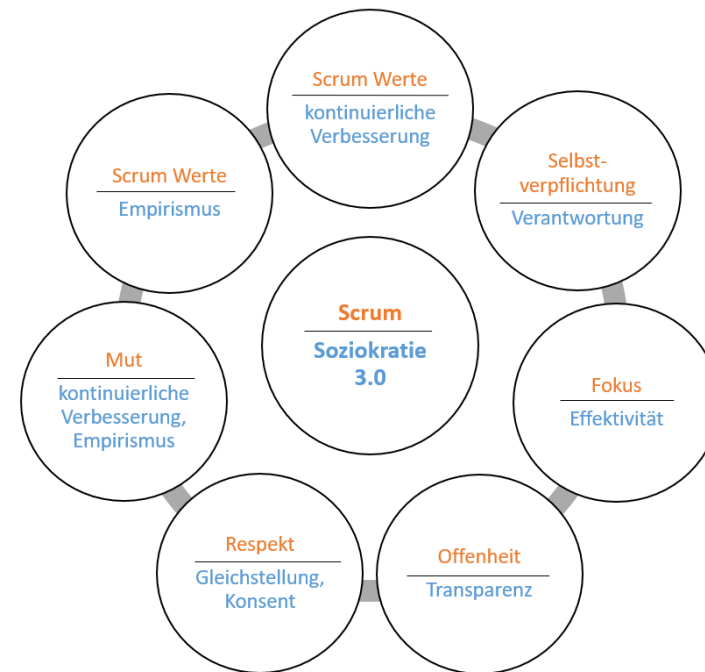 Scrum Werte
kontinuierliche
Verbesserung
Selbst-
verpflichtung
Verantwortung
Fokus
Effektivität
Offenheit
Transparenz
Respekt
Gleichstellung,
Konsent
Mut
kontinuierliche
Verbesserung,
Empirismus
Scrum Werte
Empirismus
Scrum
Soziokratie
3.0